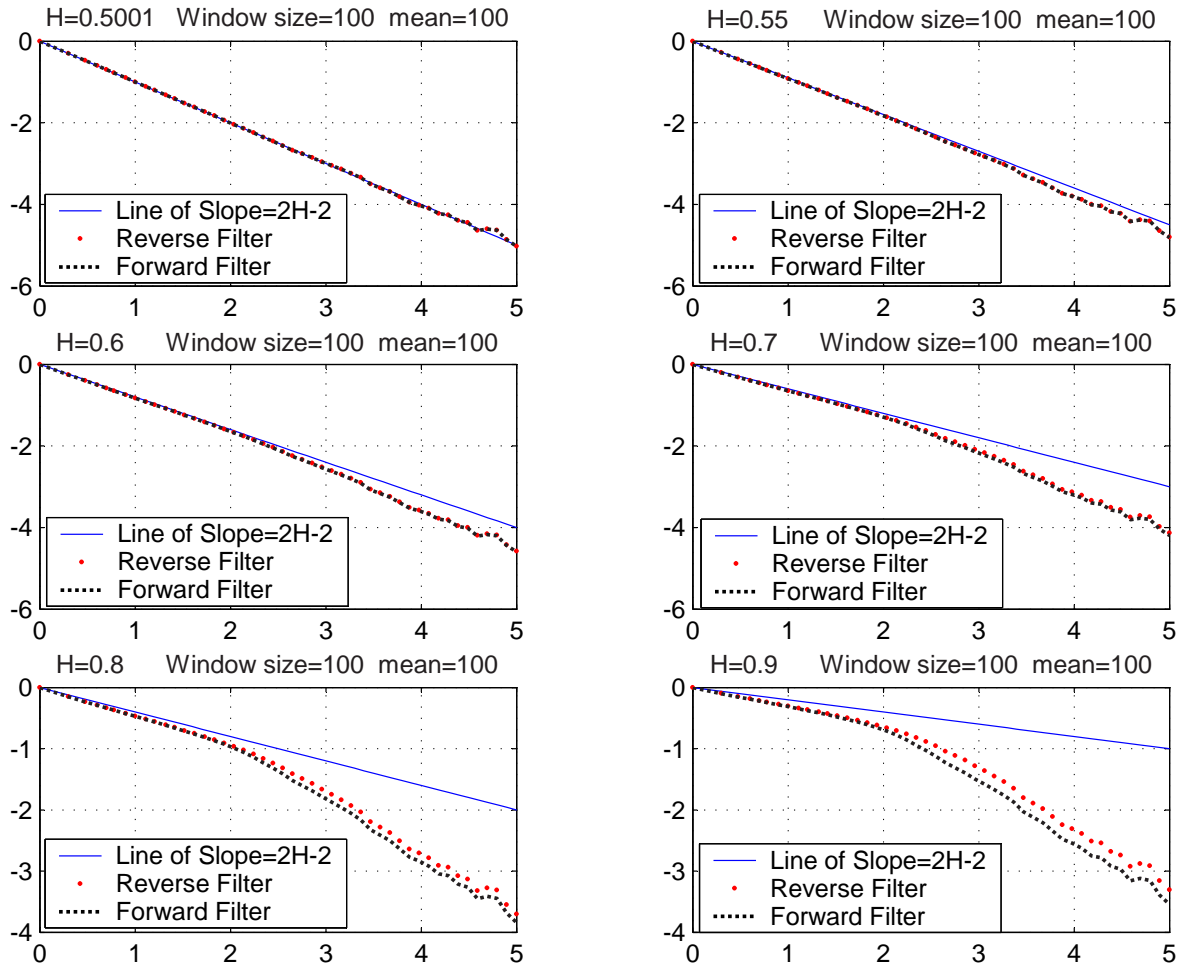 H=0.5001 Window size=100 mean=100
0
-2
-4
-6
Line of Slope=2H-2
Reverse Filter
Forward Filter
0 1 2 3 4 5
H=0.55 Window size=100 mean=100
0
-2
-4
-6
Line of Slope=2H-2
Reverse Filter
Forward Filter
0 1 2 3 4 5
H=0.6 Window size=100 mean=100
0
-2
-4
-6
Line of Slope=2H-2
Reverse Filter
Forward Filter
0 1 2 3 4 5
H=0.7 Window size=100 mean=100
0
-2
-4
-6
Line of Slope=2H-2
Reverse Filter
Forward Filter
0 1 2 3 4 5
H=0.8 Window size=100 mean=100
0
-1
-2
-3
-4
Line of Slope=2H-2
Reverse Filter
Forward Filter
0 1 2 3 4 5
H=0.9 Window size=100 mean=100
0
-1
-2
-3
-4
Line of Slope=2H-2
Reverse Filter
Forward Filter
0 1 2 3 4 5